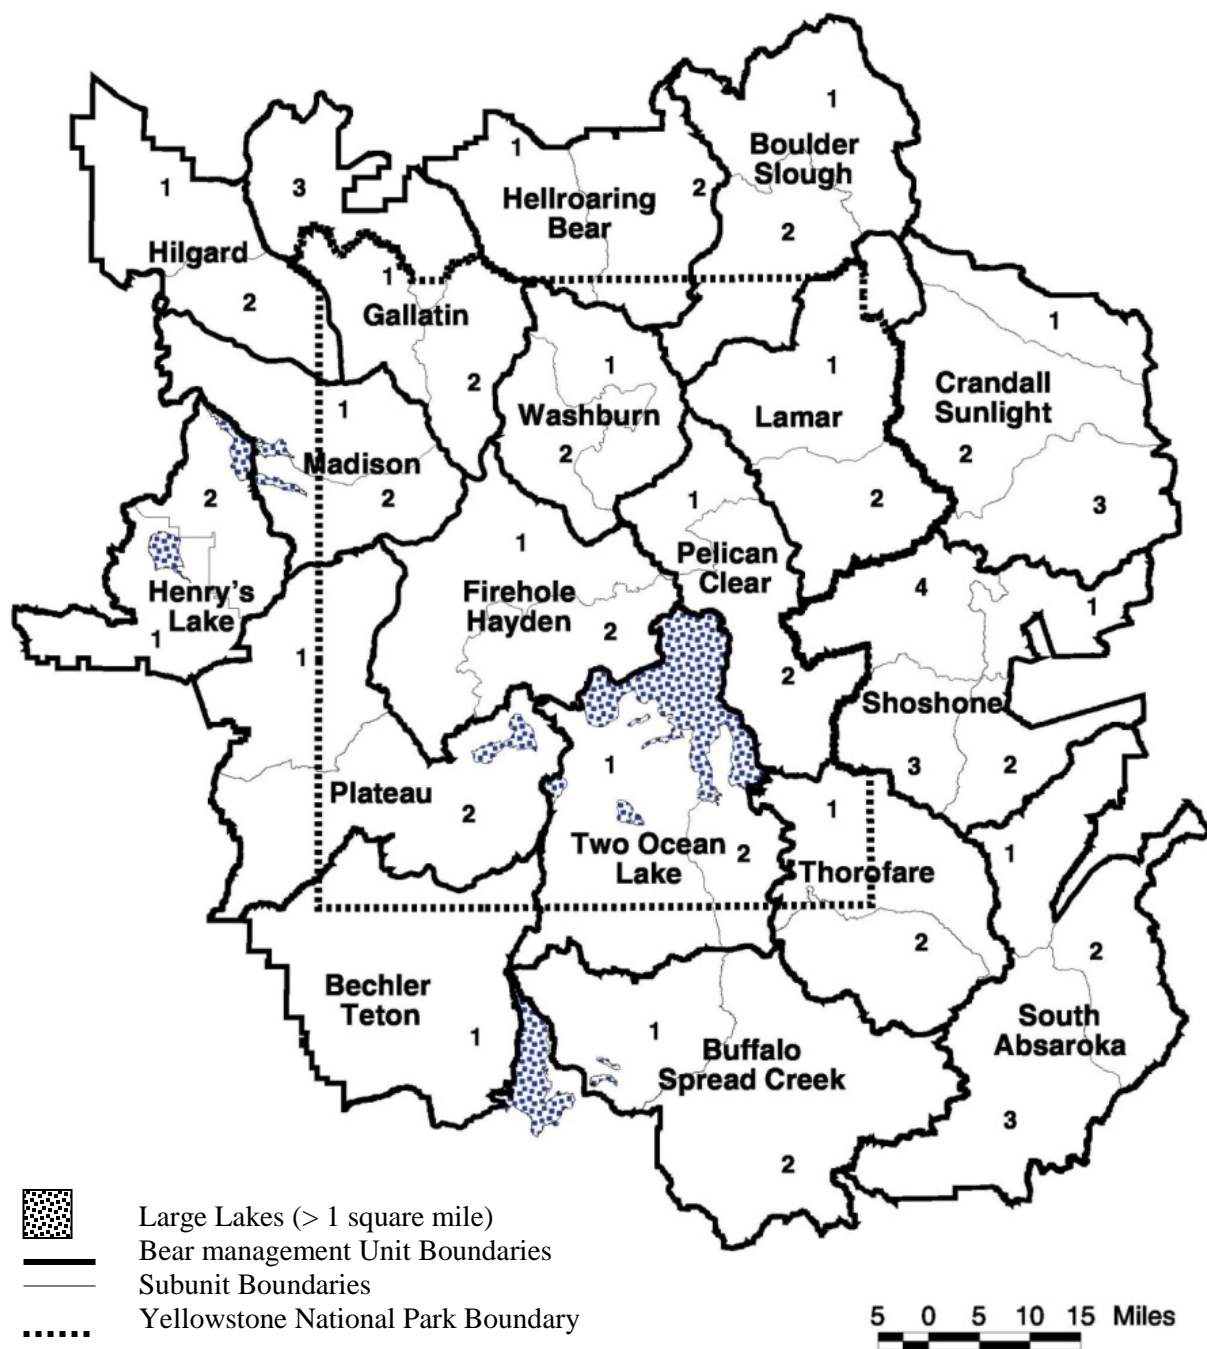 1
Boulder
Slough
1
2
Hellroaring
Bear
1
3
2
Hilgard
2
1
Gallatin
2
2
1
1
Washburn
2
1
Lamar
2
1
Crandall
Sunlight
2
3
1
Madison
2
2
Henry's
Lake
1
1
Firehole
Hayden
2
1
Pelican
Clear
2
4
1
Shoshone
3
2
1
Plateau
2
1
Two Ocean
Lake
2
1
Thorofare
2
1
2
South
Absaroka
3
Bechler
Teton
1
1
Buffalo
Spread Creek
2
Large Lakes (> 1 square mile)
Bear management Unit Boundaries
Subunit Boundaries
Yellowstone National Park Boundary
5 0 5 10 15 Miles